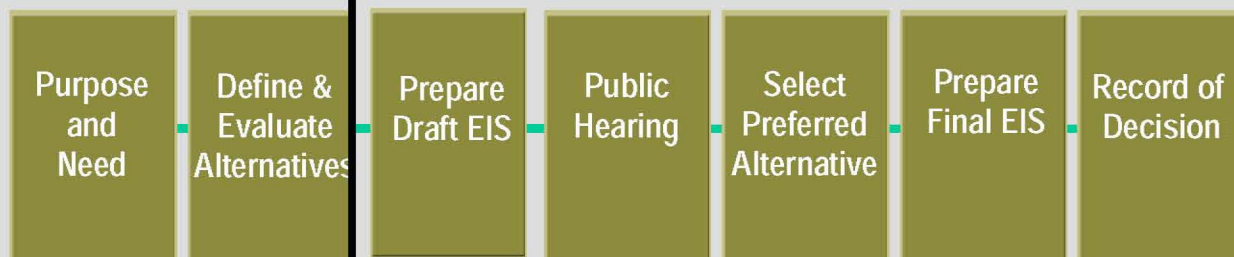 Purpose
and
Need
Define &
Evaluate
Alternatives
Prepare
Draft EIS
Public
Hearing
Select
Preferred
Alternative
Prepare
Final EIS
Record of
Decision